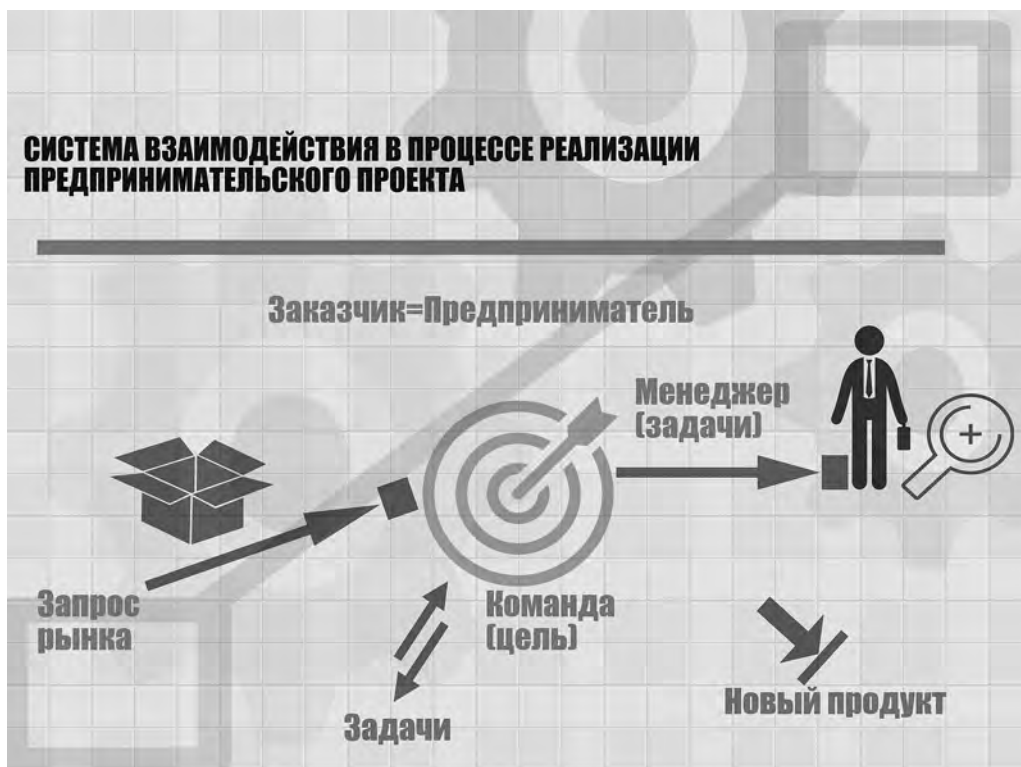 СИСТЕМА ВЗАИМОДЕЙСТВИЯ В ПРОЦЕССЕ РЕАЛИЗАЦИИ
ПРЕДПРИНИМАТЕЛЬСКОГО ПРОЕКТА
Заказчик=Предприниматель
Менеджер
(задачи)
Запрос
рынка
Команда
(цель)
Задачи
Новый продукт